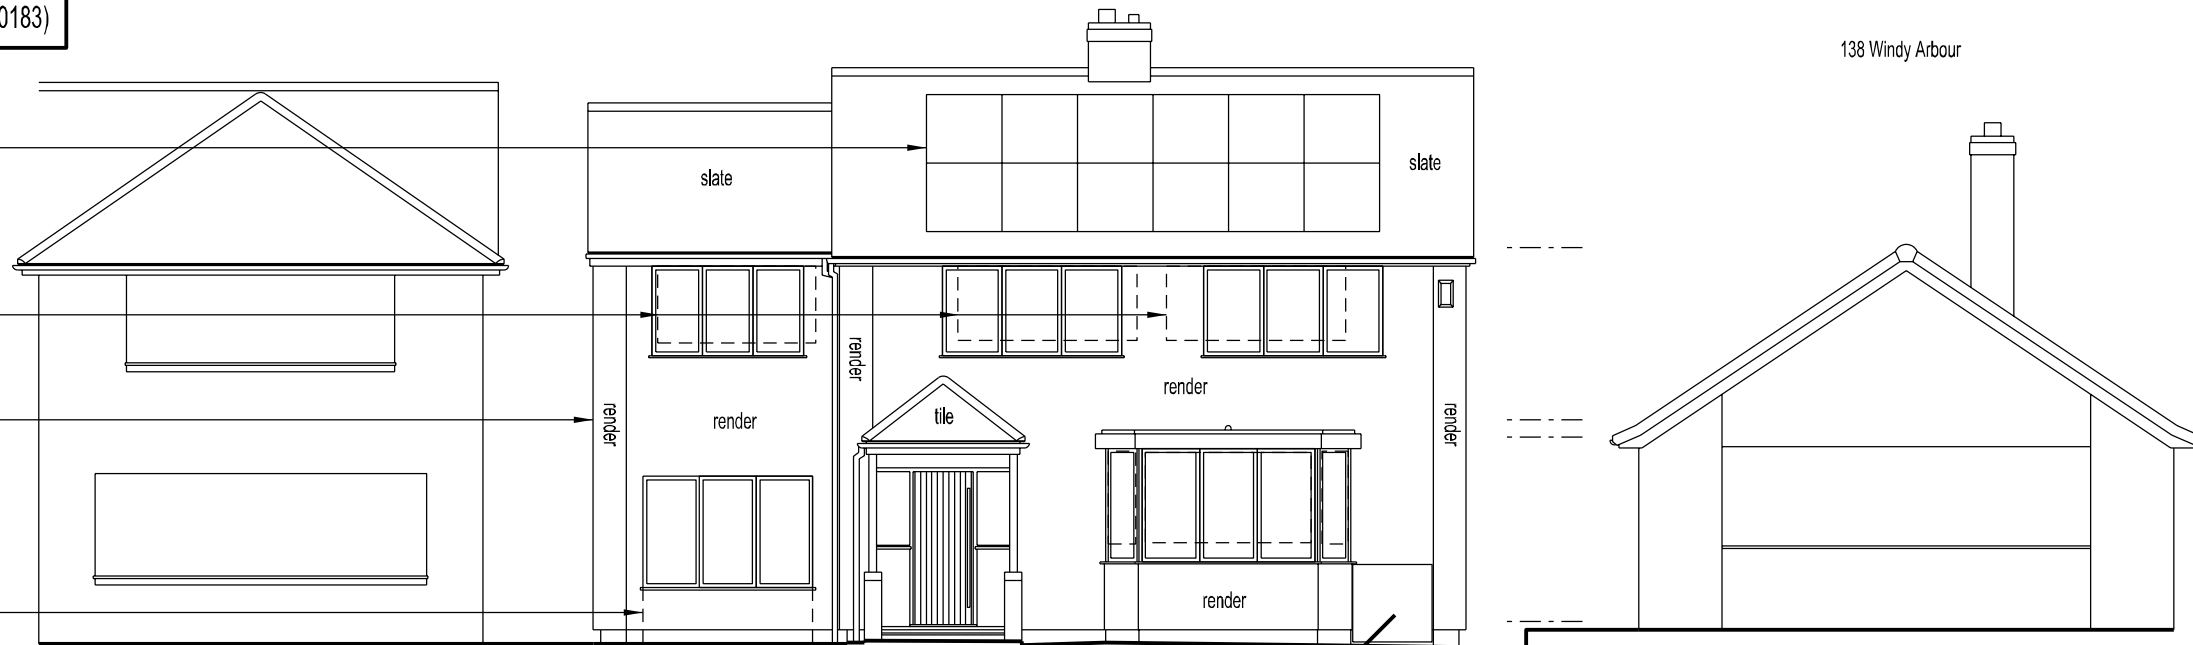 0183)
138 Windy Arbour
slate
slate
render
render
tile
render
render
render
render